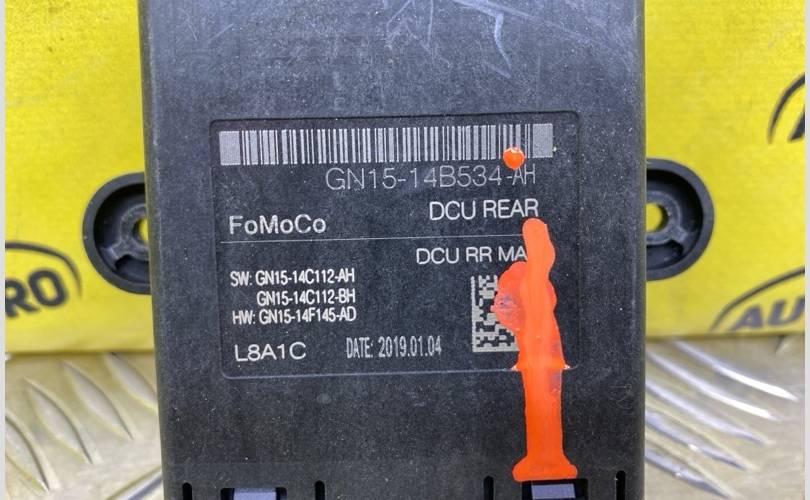 GN15-14B534-AH
DCU REAR
FoMoCo
DCU RR
SW: GN15-14C112-AH
GN15-14C112-BH
HW: GN15-14F145-AD
L8A1C DATE: 2019.01.04